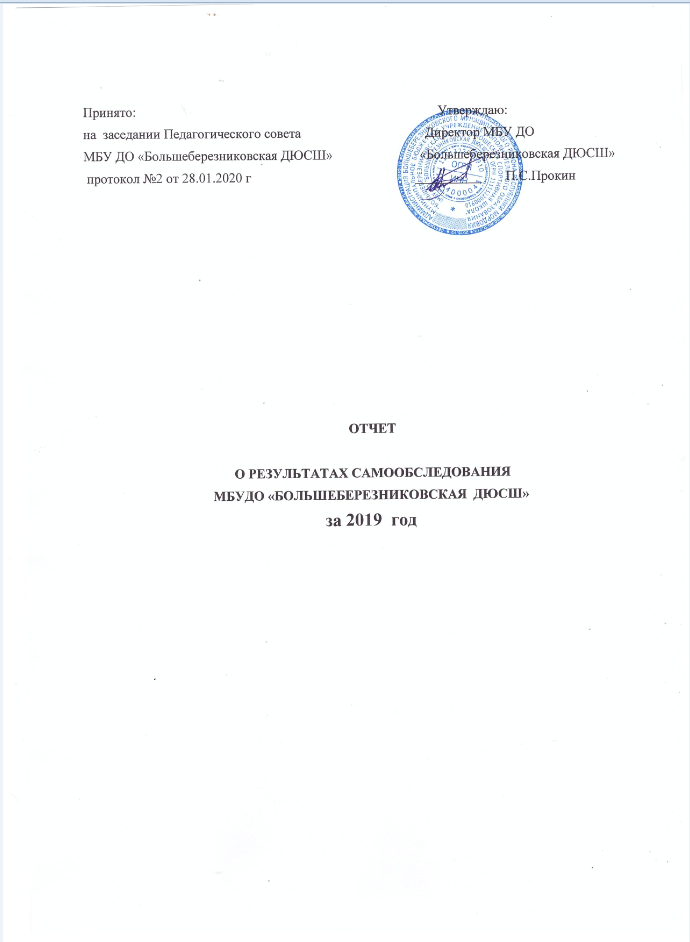 Принято:
на заседании Педагогического совета
МБУ ДО «Большеберезниковская ДЮСШ»
протокол №2 от 28.01.2020 г
Утверждаю:
Директор МБУ ДО
«Большеберезниковская ДЮСШ»
П.С.Прокин
ОТЧЕТ
О РЕЗУЛЬТАТАХ САМООБСЛЕДОВАНИЯ
МБУДО «БОЛЬШЕБЕРЕЗНИКОВСКАЯ ДЮСШ»
за 2019 год